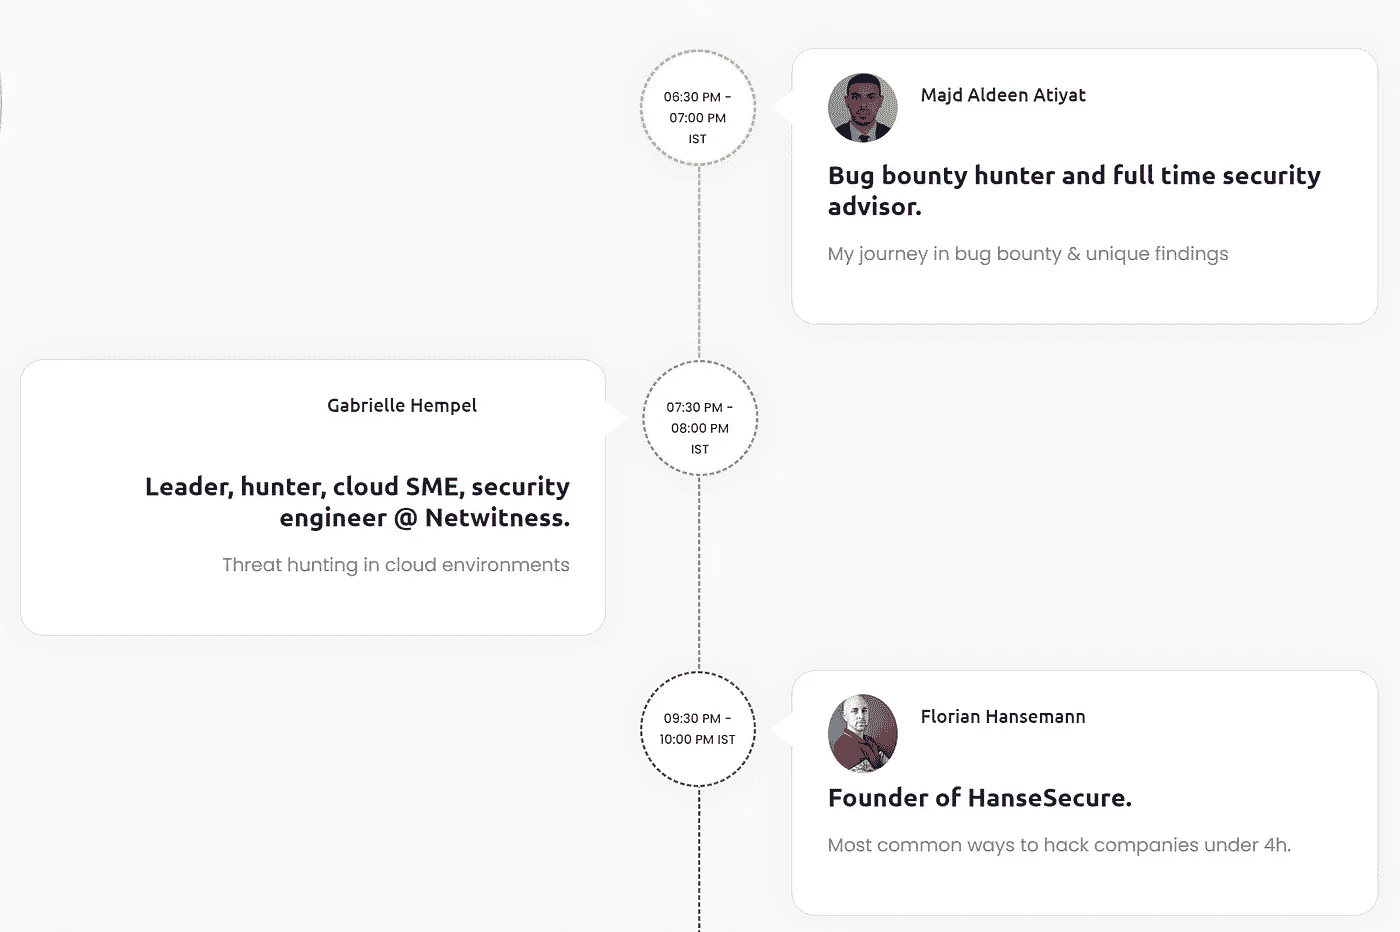 06:30 PM -
07:00 PM
IST
Majd Aldeen Atiyat
Bug bounty hunter and full time security
advisor.
My journey in bug bounty & unique findings
Gabrielle Hempel
Leader, hunter, cloud SME, security
engineer @ Netwitness.
Threat hunting in cloud environments
07:30 PM -
08:00 PM
IST
09:30 PM -
10:00 PM IST
Florian Hansemann
Founder of HanseSecure.
Most common ways to hack companies under 4h.